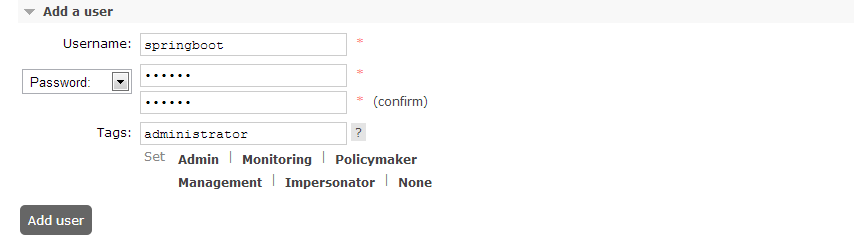 Add a user
Username: springboot *
Password: •••••• *
•••••• * (confirm)
Tags: administrator ?
Set Admin | Monitoring | Policymaker
Management | Impersonator | None
Add user